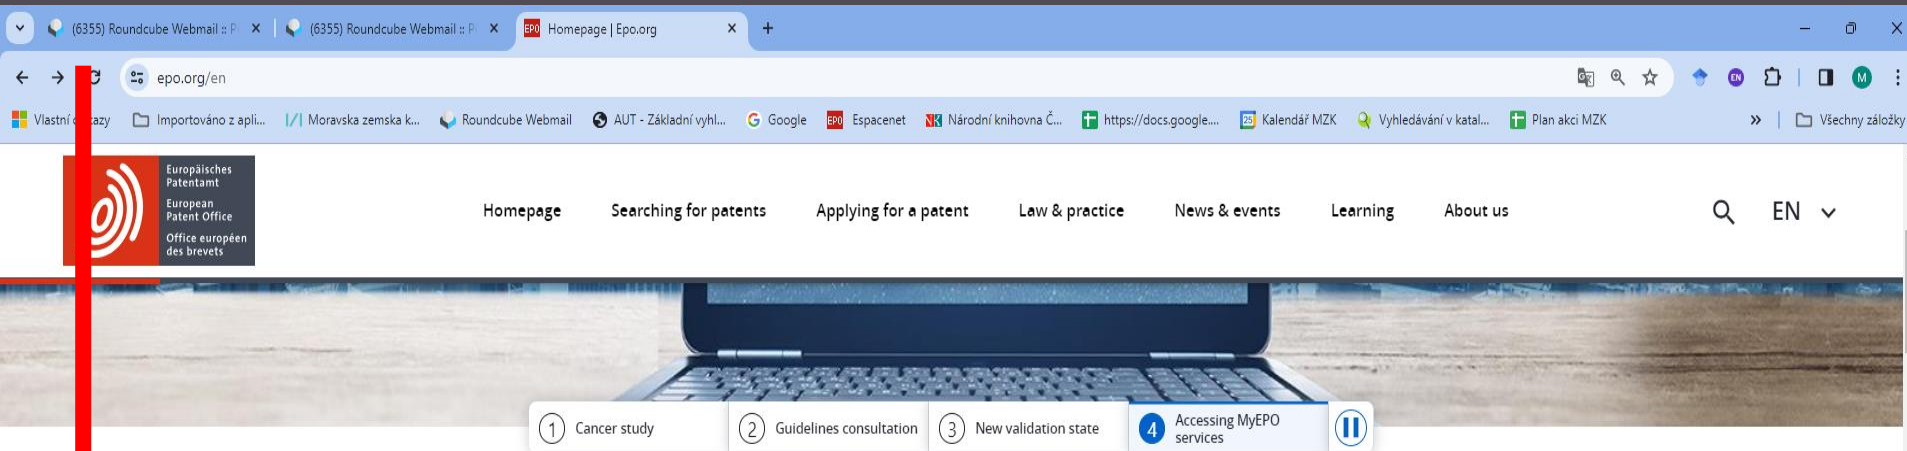 (6355) Roundcube Webmail :: P
(6355) Roundcube Webmail :: P
EPO Homepage | Epo.org
epo.org/en
EN
M
Vlastní
Importováno z apli...
Moravska zemska k...
Roundcube Webmail
AUT - Základní vyhl...
Google
EPO Espacenet
Národní knihovna Č...
https://docs.google....
Kalendář MZK
Vyhledávání v katal...
Plan akci MZK
»
Všechny záložky
Europäisches
Patentamt
European
Patent Office
Office européen
des brevets
Homepage
Searching for patents
Applying for a patent
Law & practice
News & events
Learning
About us
EN
1 Cancer study
2 Guidelines consultation
3 New validation state
4 Accessing MyEPO
services